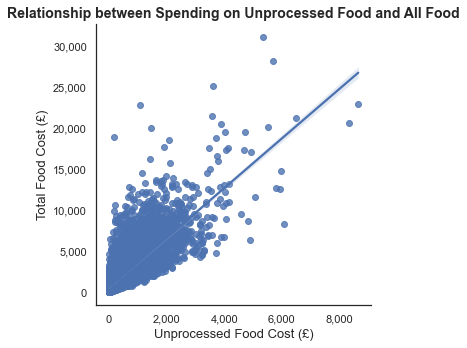 Relationship between Spending on Unprocessed Food and All Food
30,000
25,000
20,000
15,000
10,000
5,000
0
Total Food Cost (£)
0 2,000 4,000 6,000 8,000
Unprocessed Food Cost (£)